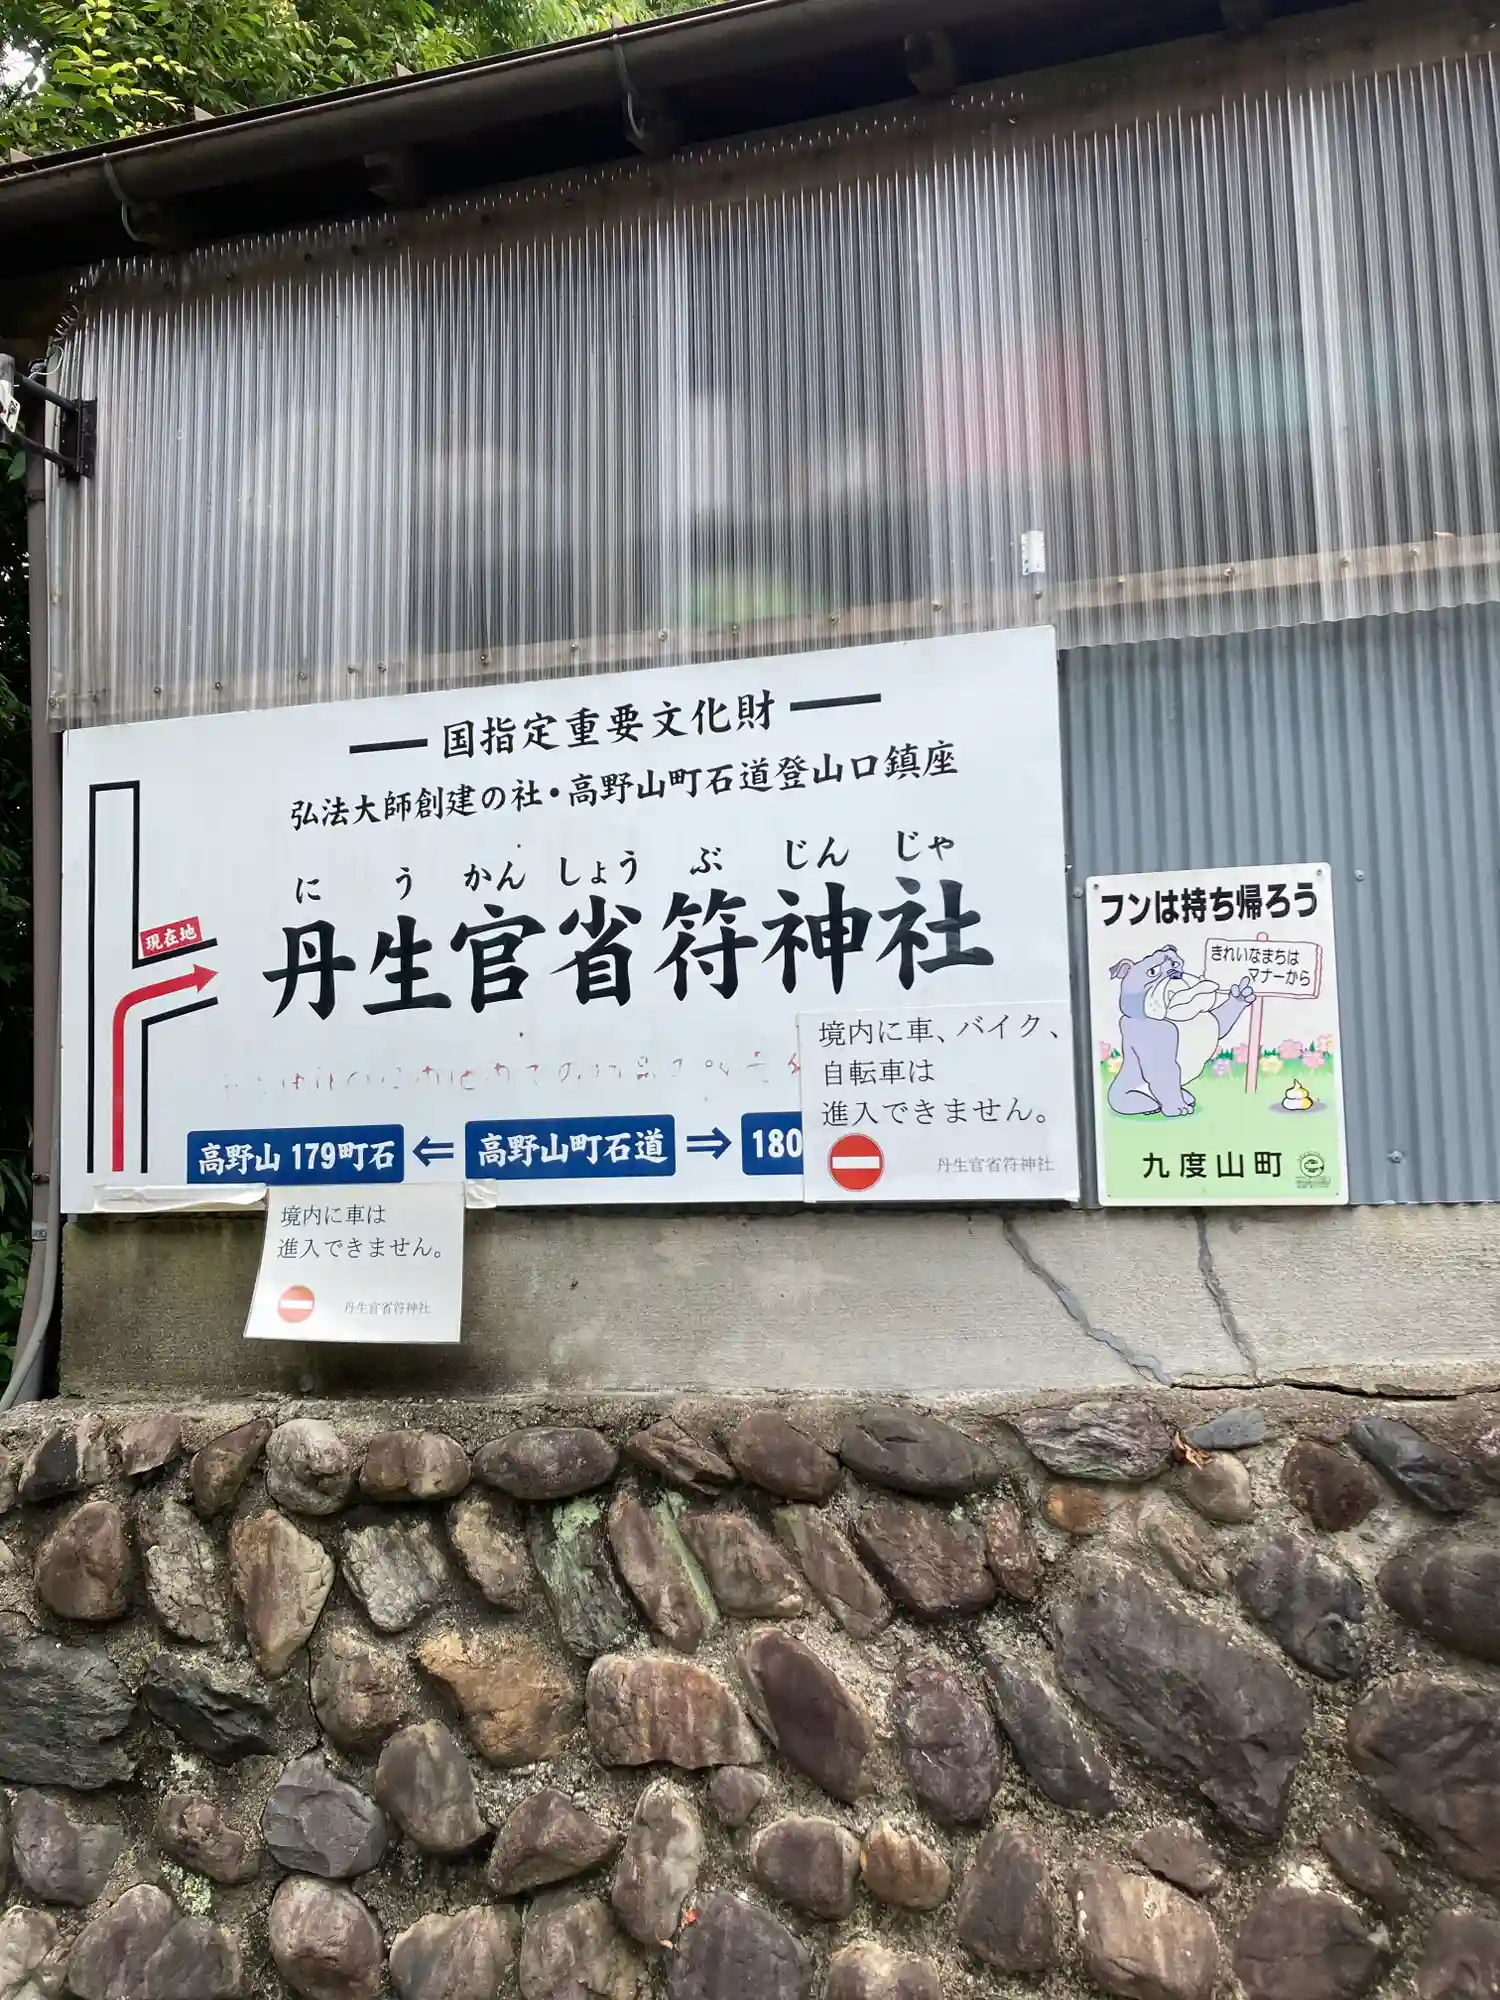 国指定重要文化財
弘法大師創建の社・高野山町石道登山口鎮座
に う かん しょう ぶ じん じゃ
丹生官省符神社
現在地
高野山 179町石 ⇐ 高野山町石道 ⇒ 180
境内に車、バイク、
自転車は
進入できません。
丹生官省符神社
境内に車は
進入できません。
丹生官省符神社
フンは持ち帰ろう
きれいなまちは
マナーから
九度山町